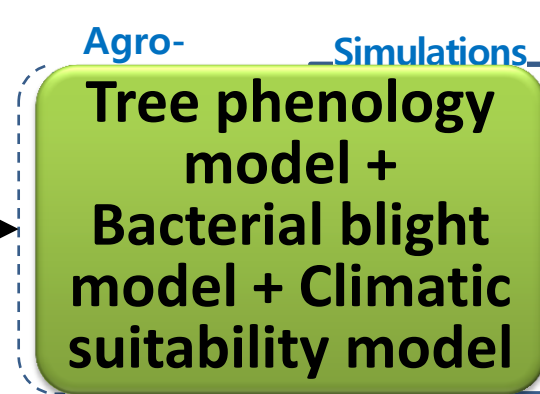 Agro-
Simulations
Tree phenology
model +
Bacterial blight
model + Climatic
suitability model